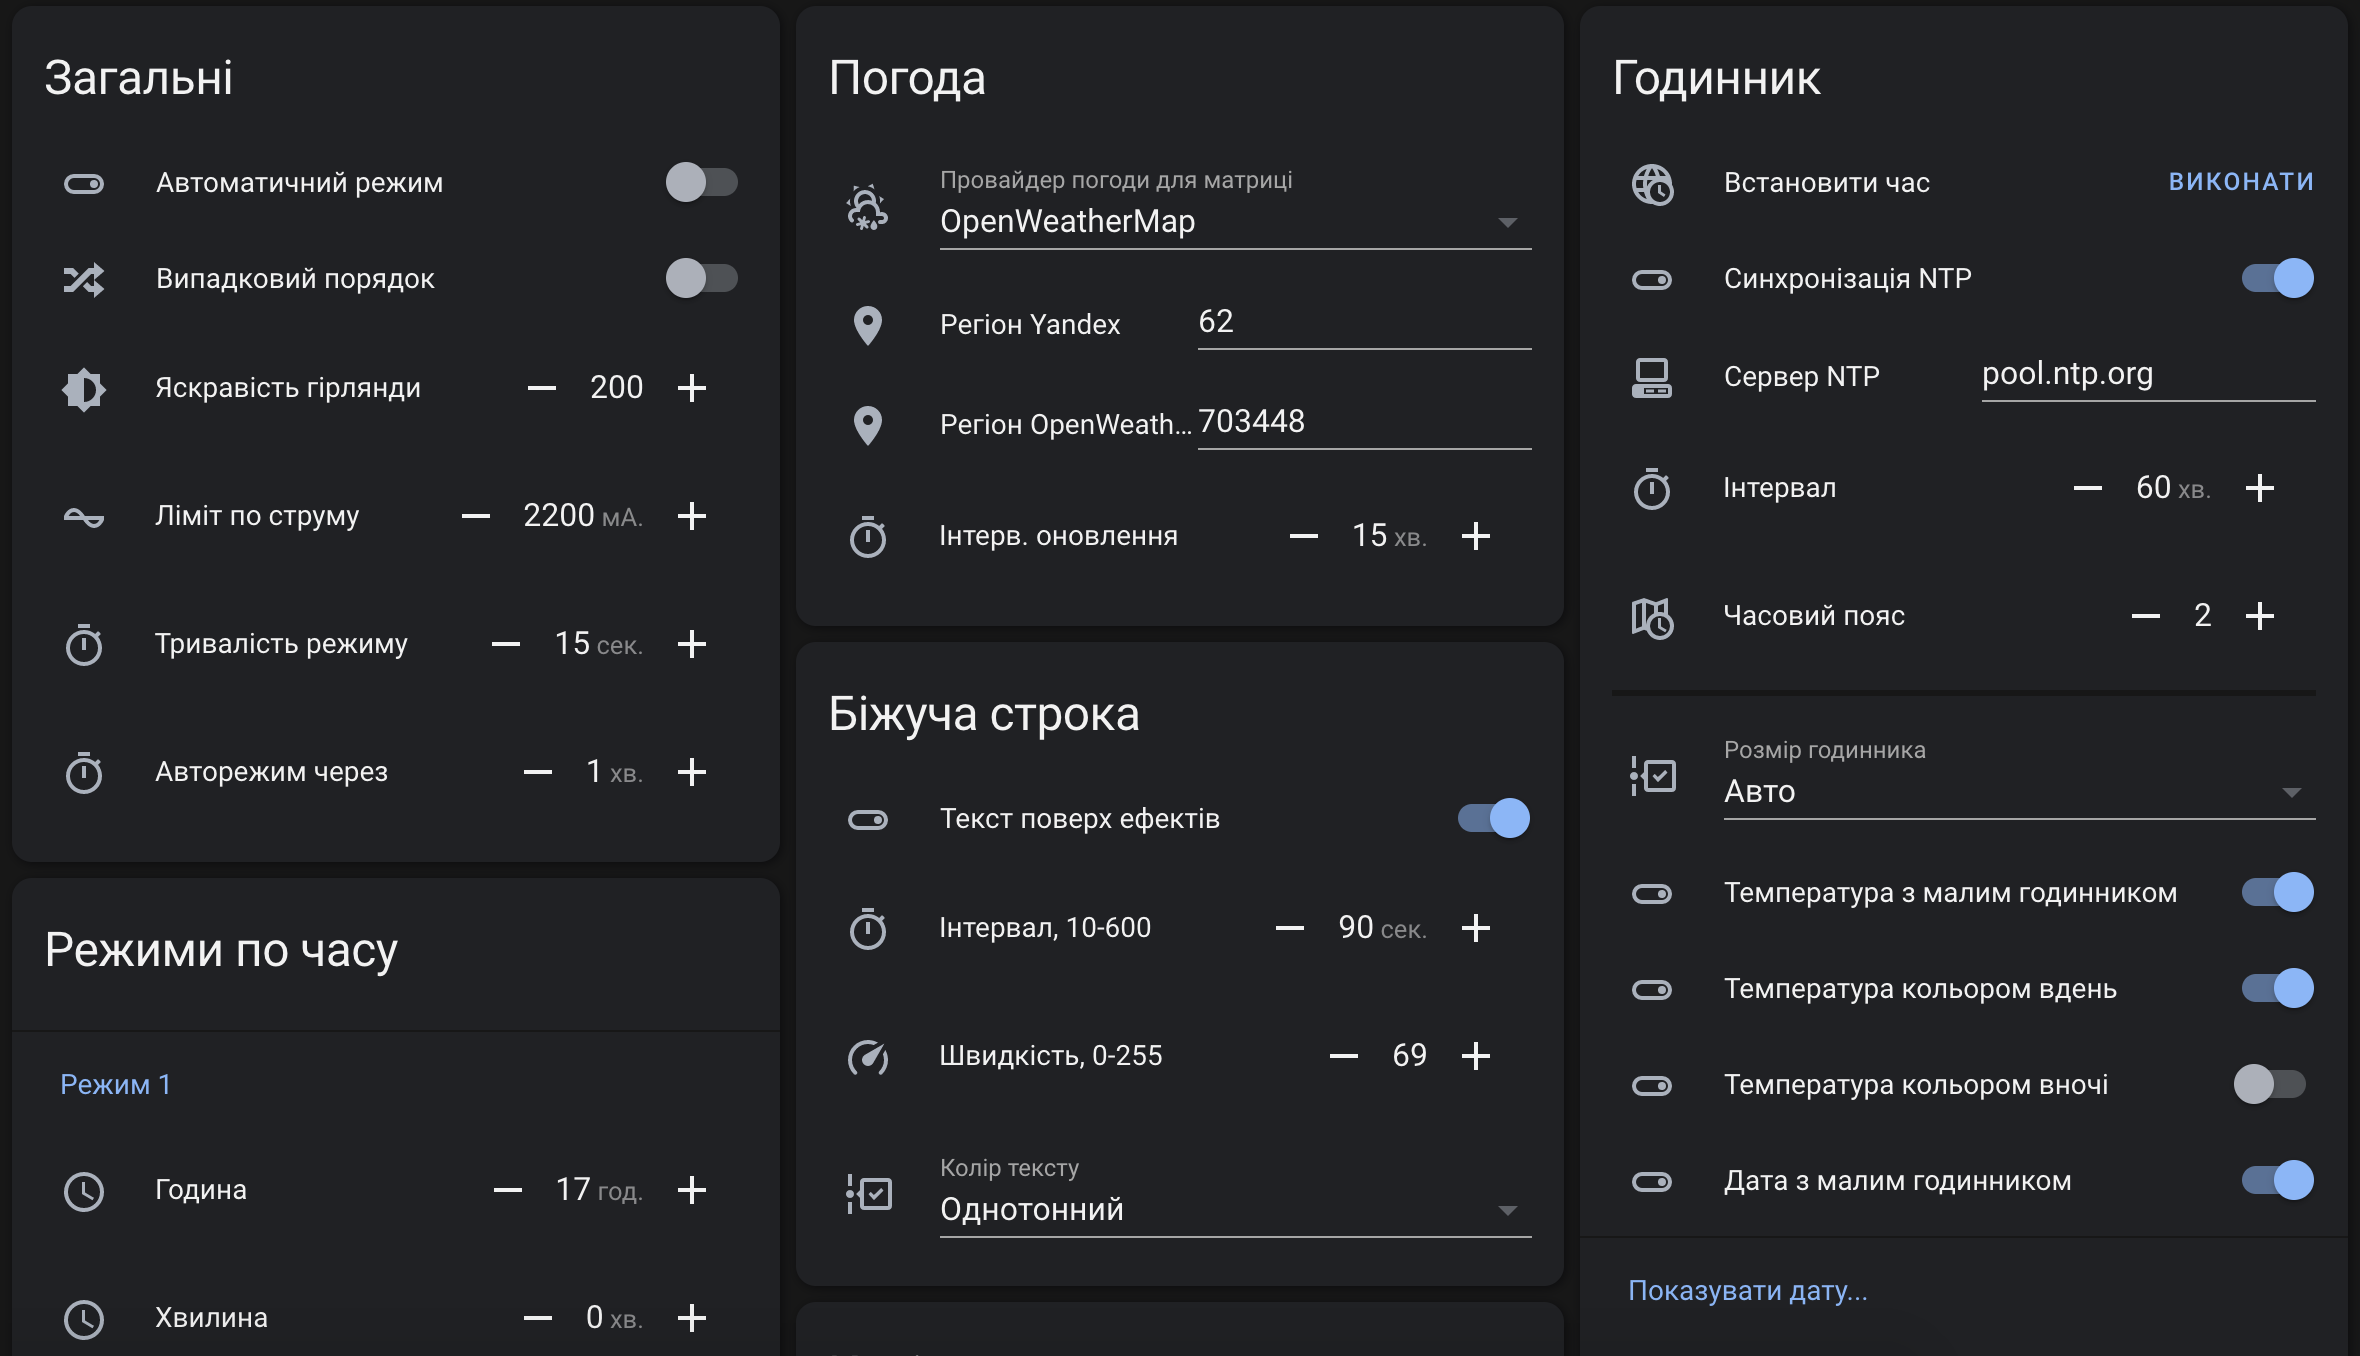 Загальні
Автоматичний режим
Випадковий порядок
Яскравість гірлянди — 200 +
Ліміт по струму — 2200 мА. +
Тривалість режиму — 15 сек. +
Авторежим через — 1 хв. +
Режими по часу
Режим 1
Година — 17 год. +
Хвилина — 0 хв. +
Погода
Провайдер погоди для матриці
OpenWeatherMap
Регіон Yandex 62
Регіон OpenWeath... 703448
Інтерв. оновлення — 15 хв. +
Біжуча строка
Текст поверх ефектів
Інтервал, 10-600 — 90 сек. +
Швидкість, 0-255 — 69 +
Колір тексту
Однотонний
Годинник
Встановити час ВИКОНАТИ
Синхронізація NTP
Сервер NTP pool.ntp.org
Інтервал — 60 хв. +
Часовий пояс — 2 +
Розмір годинника
Авто
Температура з малим годинником
Температура кольором вдень
Температура кольором вночі
Дата з малим годинником
Показувати дату...